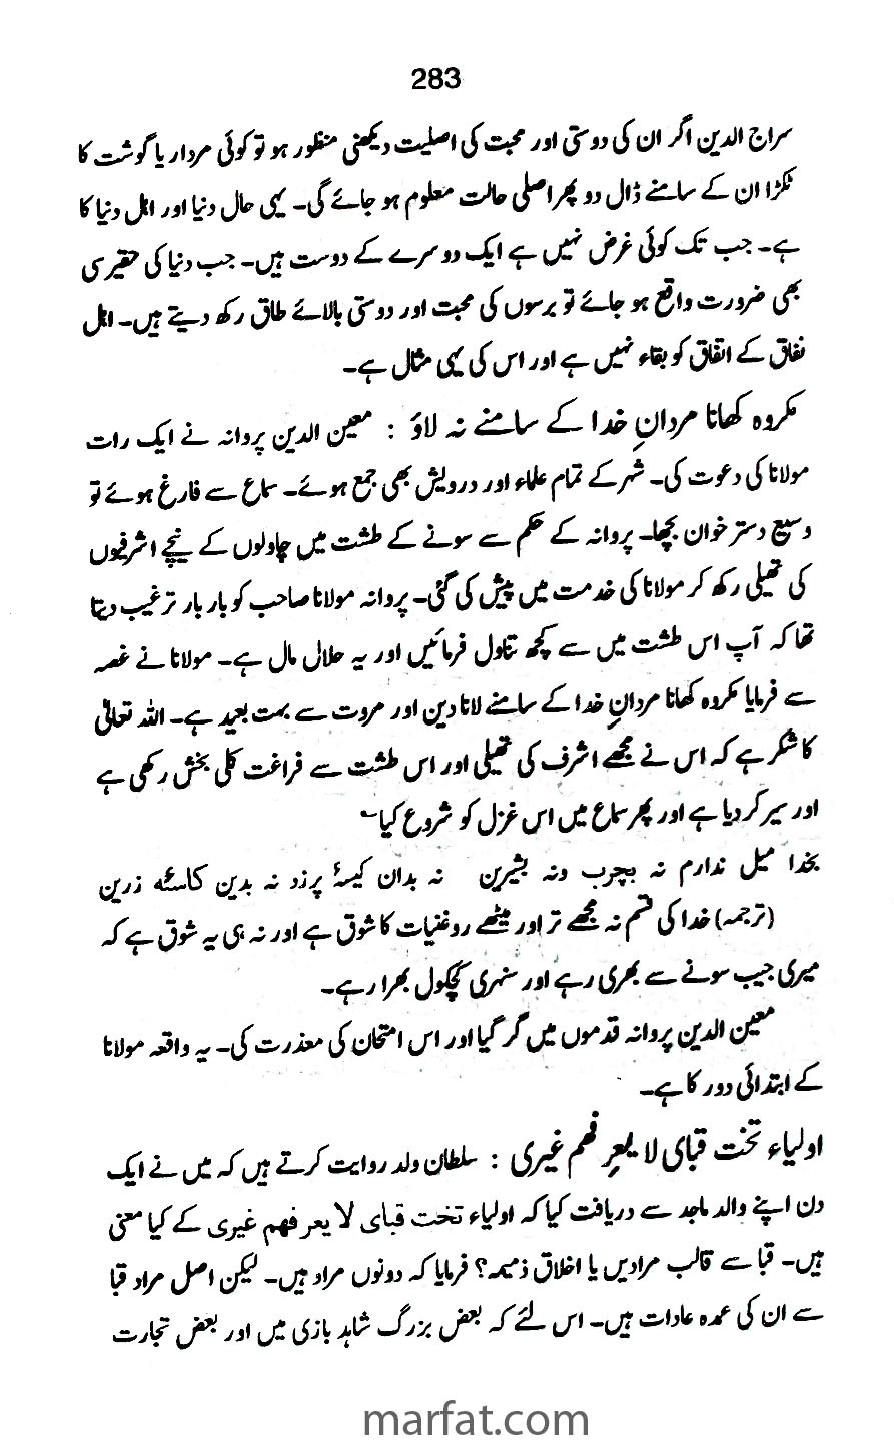 283
سراج الدین اگر ان کی دوستی اور محبت کی اصلیت دیکھنی منظور ہو تو کوئی مردار یا گوشت کا
ٹکڑا ان کے سامنے ڈال دو پھر اصلی حالت معلوم ہو جائے گی۔ یہی حال دنیا اور اہل دنیا کا
ہے۔ جب تک کوئی غرض نہیں ہے ایک دوسرے کے دوست ہیں۔ جب دنیا کی حقیری
بھی ضرورت واقع ہو جائے تو برسوں کی محبت اور دوستی بالائے طاق رکھ دیتے ہیں۔ اہل
نفاق کے اتفاق کو بقاء نہیں ہے اور اس کی یہی مثال ہے۔
مکروہ کھانا مردانِ خدا کے سامنے نہ لاؤ : معین الدین پروانہ نے ایک رات
مولانا کی دعوت کی۔ شہر کے تمام علماء اور درویش بھی جمع ہوئے۔ سماع سے فارغ ہوئے تو
وسیع دستر خوان بچھا۔ پروانہ کے حکم سے سونے کے طشت میں چاولوں کے نیچے اشرفیوں
کی تھیلی رکھ کر مولانا کی خدمت میں پیش کی گئی۔ پروانہ مولانا صاحب کو بار بار ترغیب دیتا
تھا کہ آپ اس طشت میں سے کچھ تناول فرمائیں اور یہ حلال مال ہے۔ مولانا نے غصہ
سے فرمایا مکروہ کھانا مردانِ خدا کے سامنے لانا دین اور مروت سے بہت بعید ہے۔ اللہ تعالیٰ
کا شکر ہے کہ اس نے مجھے اشرف کی تھیلی اور اس طشت سے فراغت کلی بخش رکھی ہے
اور سیر کر دیا ہے اور پھر سماع میں اس غزل کو شروع کیا۔
بخدا میل ندارم نہ بچرب ونہ بشیرن نہ بدان کیسۂ پرزد نہ بدین کاسئہ زرین
(ترجمہ) خدا کی قسم نہ مجھے تر اور میٹھے روغنیات کا شوق ہے اور نہ ہی یہ شوق ہے کہ
میری جیب سونے سے بھری رہے اور سنہری کچکول بھرا رہے۔
معین الدین پروانہ قدموں میں گر گیا اور اس امتحان کی معذرت کی۔ یہ واقعہ مولانا
کے ابتدائی دور کا ہے۔
اولیاء تخت قبای لا یعرِ فھم غیری : سلطان ولد روایت کرتے ہیں کہ میں نے ایک
دن اپنے والد ماجد سے دریافت کیا کہ اولیاء تخت قبای لا یعر فھم غیری کے کیا معنی
ہیں۔ قبا سے قالب مرادیں یا اخلاق ذمیمہ؟ فرمایا کہ دونوں مراد ہیں۔ لیکن اصل مراد قبا
سے ان کی عمدہ عادات ہیں۔ اس لئے کہ بعض بزرگ شاہد بازی میں اور بعض تجارت
marfat.com